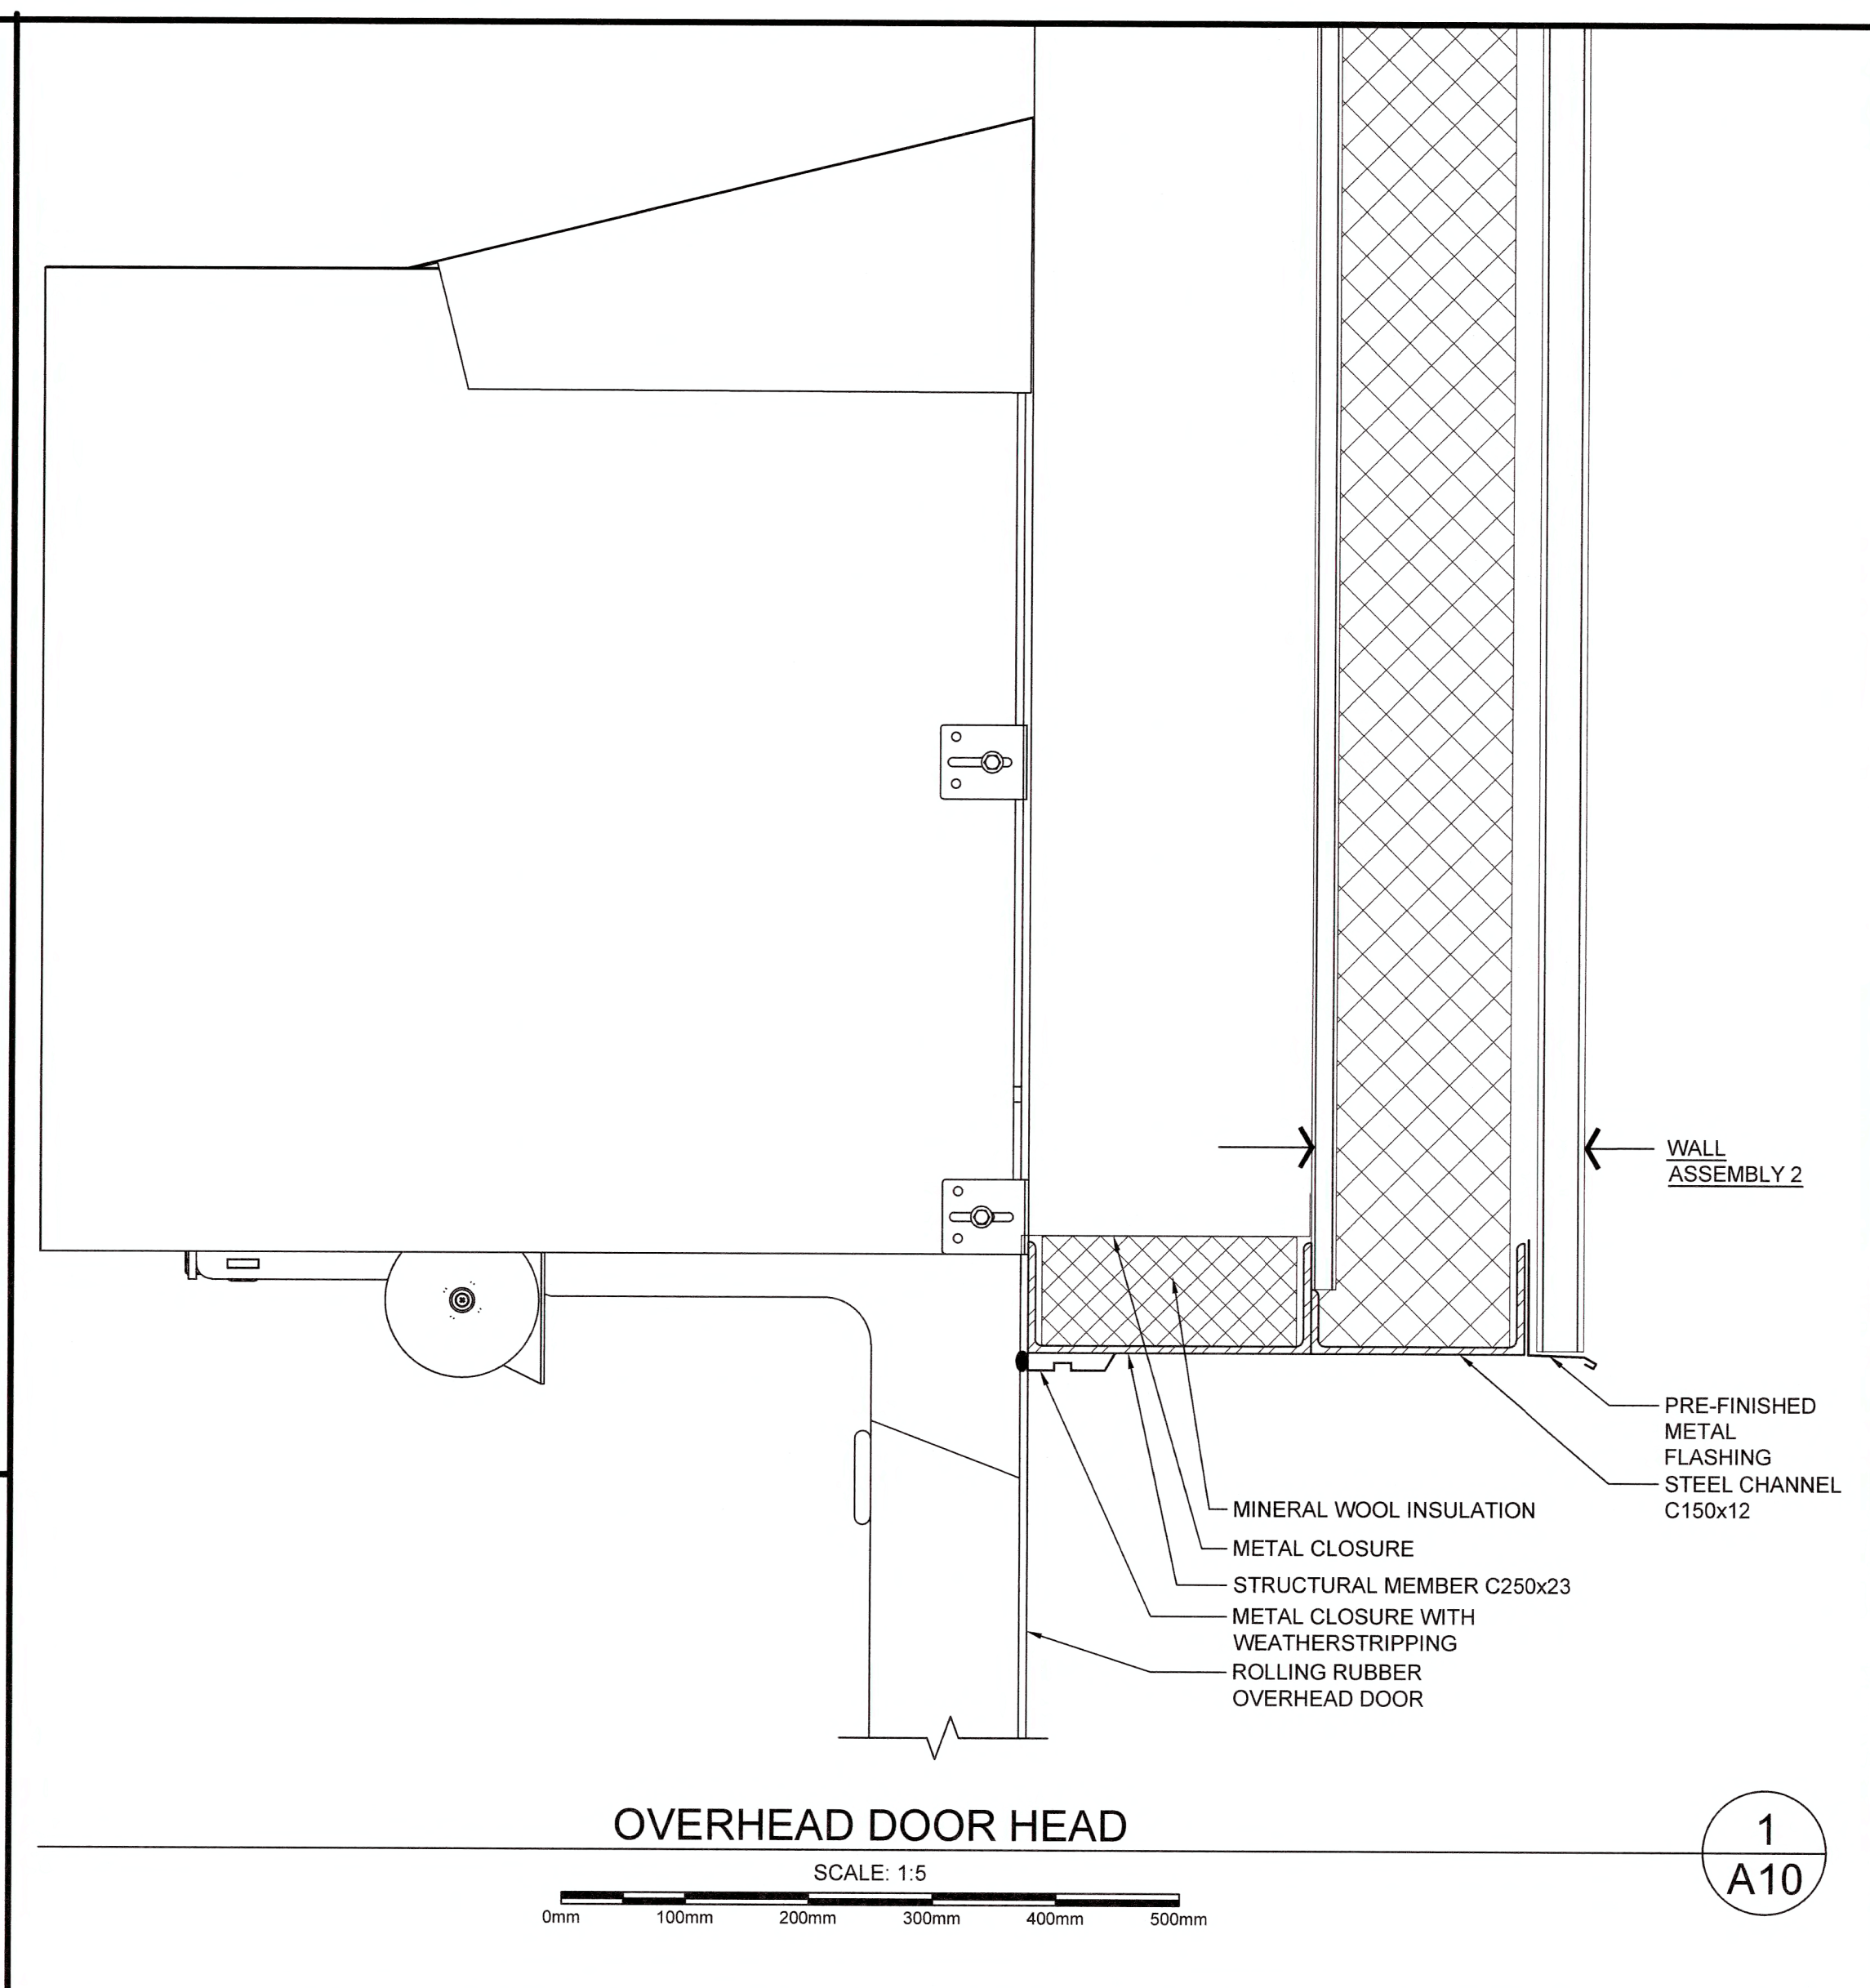 WALL
ASSEMBLY 2
PRE-FINISHED
METAL
FLASHING
STEEL CHANNEL
C150x12
MINERAL WOOL INSULATION
METAL CLOSURE
STRUCTURAL MEMBER C250x23
METAL CLOSURE WITH
WEATHERSTRIPPING
ROLLING RUBBER
OVERHEAD DOOR
OVERHEAD DOOR HEAD
1
A10
SCALE: 1:5
0mm 100mm 200mm 300mm 400mm 500mm